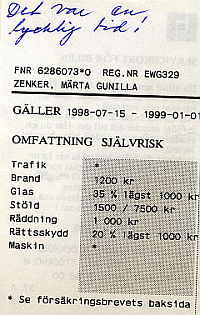 Det var en
lycklig tid!
FNR 6286073*0 REG.NR EWG329
ZENKER, MÄRTA GUNILLA
GÄLLER 1998-07-15 - 1999-01-01
OMFATTNING SJÄLVRISK
Trafik *
Brand 1200 kr
Glas 35 % lägst 1000 kr
Stöld 1500 / 7500 kr
Räddning 1 000 kr
Rättsskydd 20 % lägst 1000 kr
Maskin *
* Se försäkringsbrevets baksida